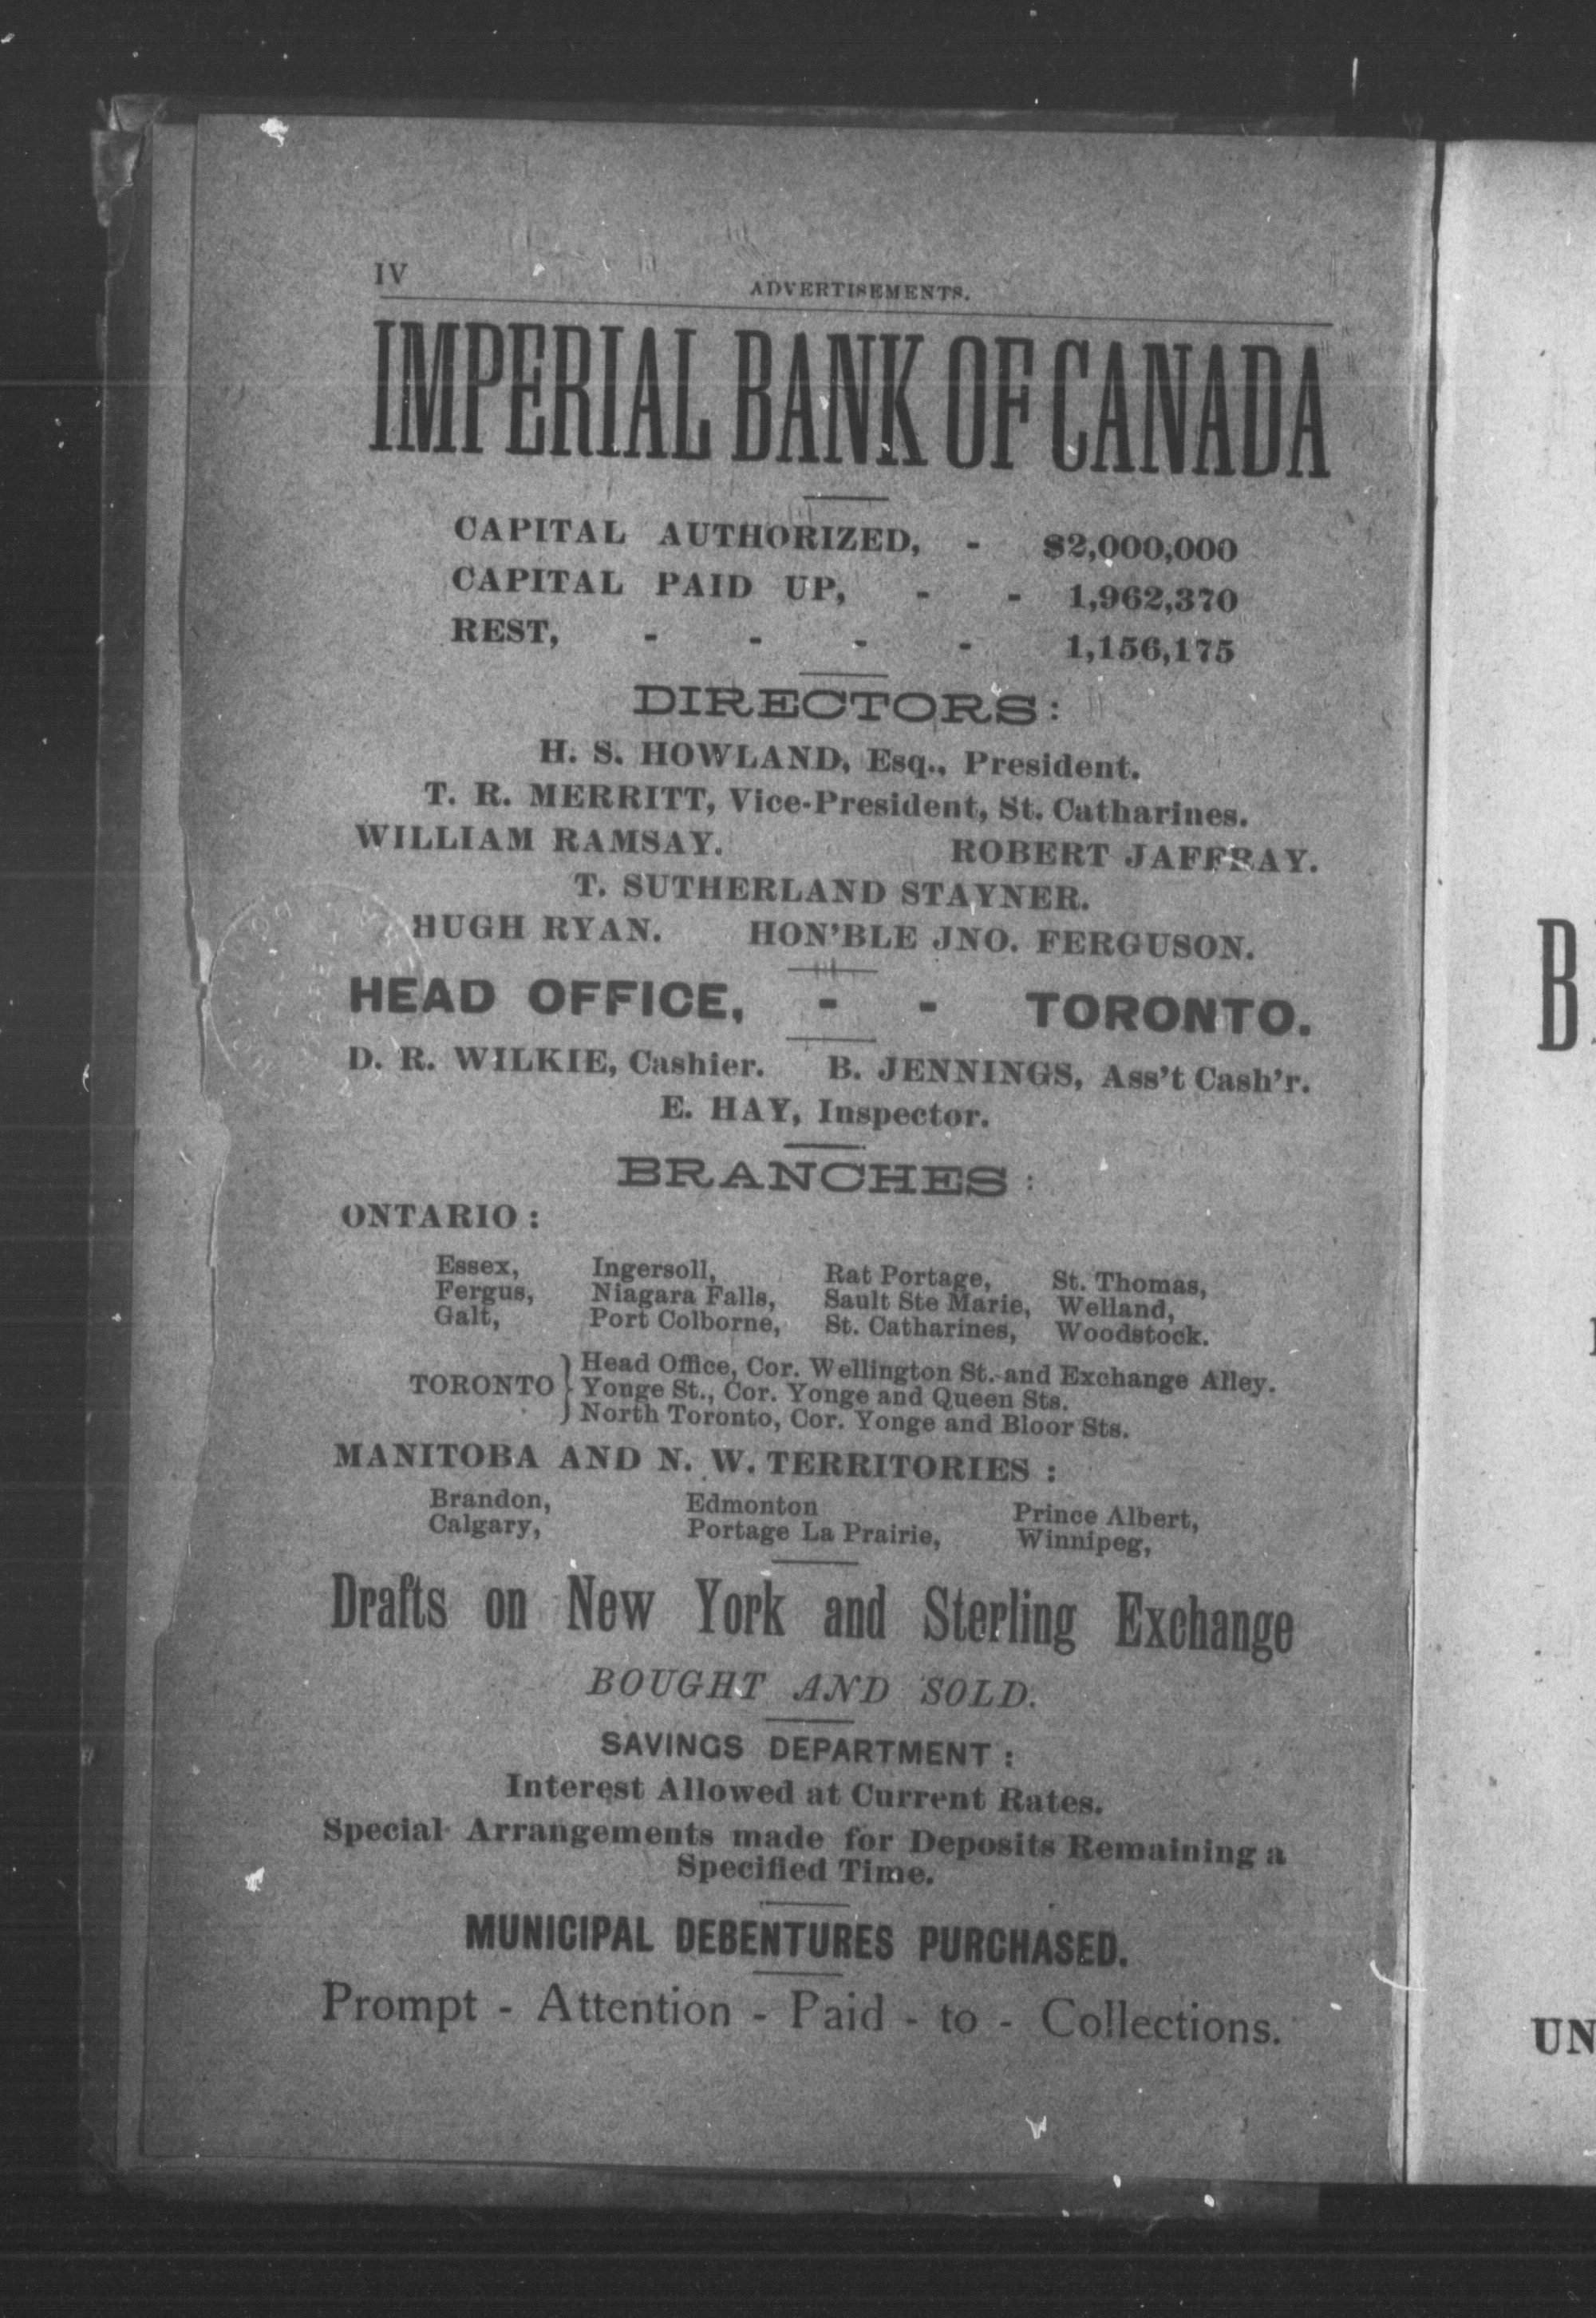 IV
ADVERTISEMENTS.
IMPERIAL BANK OF CANADA
CAPITAL AUTHORIZED, - $2,000,000
CAPITAL PAID UP, - - 1,962,370
REST, - - - - 1,156,175
DIRECTORS:
H. S. HOWLAND, Esq., President.
T. R. MERRITT, Vice-President, St. Catharines.
WILLIAM RAMSAY. ROBERT JAFFRAY.
T. SUTHERLAND STAYNER.
HUGH RYAN. HON'BLE JNO. FERGUSON.
HEAD OFFICE, - - TORONTO.
D. R. WILKIE, Cashier. B. JENNINGS, Ass't Cash'r.
E. HAY, Inspector.
BRANCHES:
ONTARIO:
Essex, Ingersoll, Rat Portage, St. Thomas,
Fergus, Niagara Falls, Sault Ste Marie, Welland,
Galt, Port Colborne, St. Catharines, Woodstock.
Head Office, Cor. Wellington St. and Exchange Alley.
TORONTO Yonge St., Cor. Yonge and Queen Sts.
North Toronto, Cor. Yonge and Bloor Sts.
MANITOBA AND N. W. TERRITORIES:
Brandon, Edmonton Prince Albert,
Calgary, Portage La Prairie, Winnipeg,
Drafts on New York and Sterling Exchange
BOUGHT AND SOLD.
SAVINGS DEPARTMENT:
Interest Allowed at Current Rates.
Special Arrangements made for Deposits Remaining a
Specified Time.
MUNICIPAL DEBENTURES PURCHASED.
Prompt - Attention - Paid - to - Collections.
B
UN